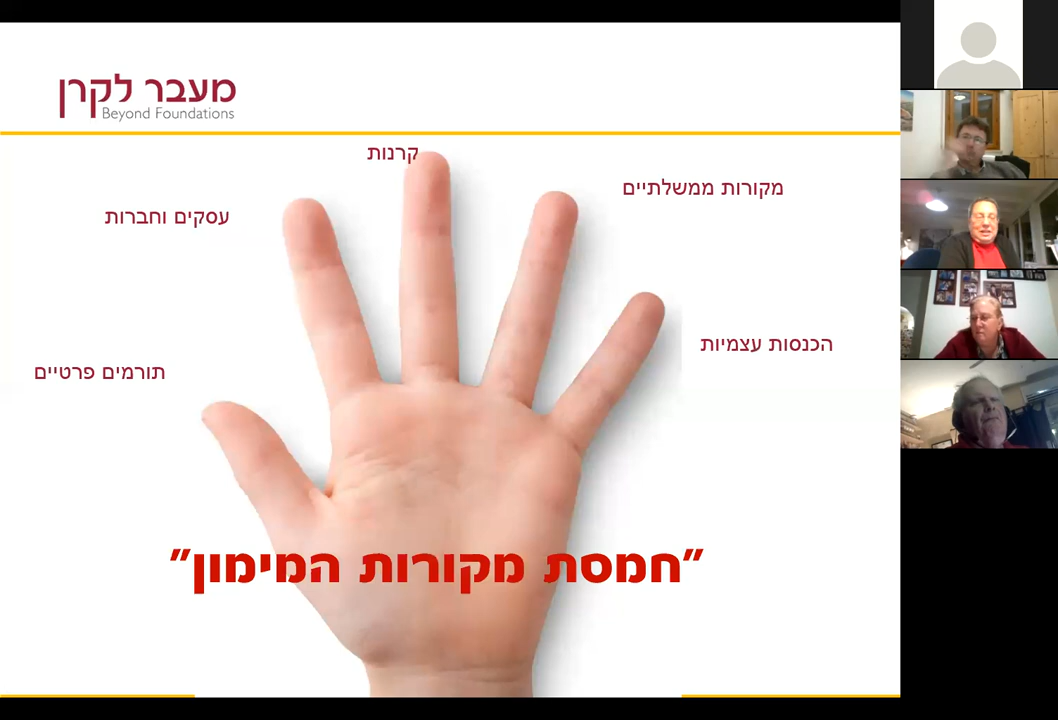 מעבר לקרן
Beyond Foundations
קרנות
מקורות ממשלתיים
עסקים וחברות
הכנסות עצמיות
תורמים פרטיים
"חמסת מקורות המימון"